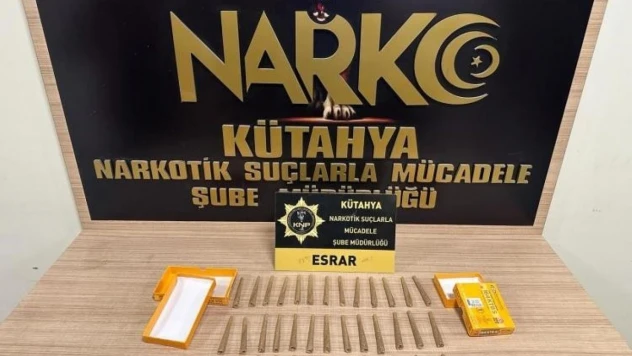 NARKO
KÜTAHYA
NARKOTİK SUÇLARLA MÜCADELE
ŞUBE MÜDÜRLÜĞÜ
KÜTAHYA
NARKOTİK SUÇLARLA
MÜCADELE
ŞUBE MÜDÜRLÜĞÜ
ESRAR